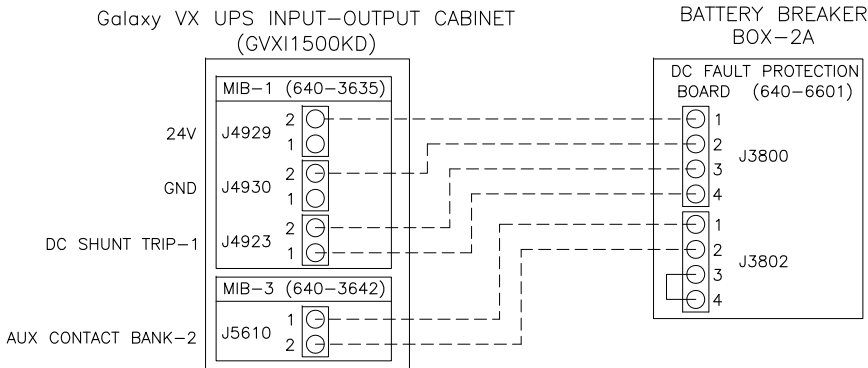 Galaxy VX UPS INPUT-OUTPUT CABINET
(GVXI1500KD)
BATTERY BREAKER
BOX-2A
MIB-1 (640-3635)
DC FAULT PROTECTION
BOARD (640-6601)
24V
J4929
2
1
GND
J4930
2
1
DC SHUNT TRIP-1
J4923
2
1
MIB-3 (640-3642)
AUX CONTACT BANK-2
J5610
1
2
1
2
3
4
J3800
1
2
3
4
J3802